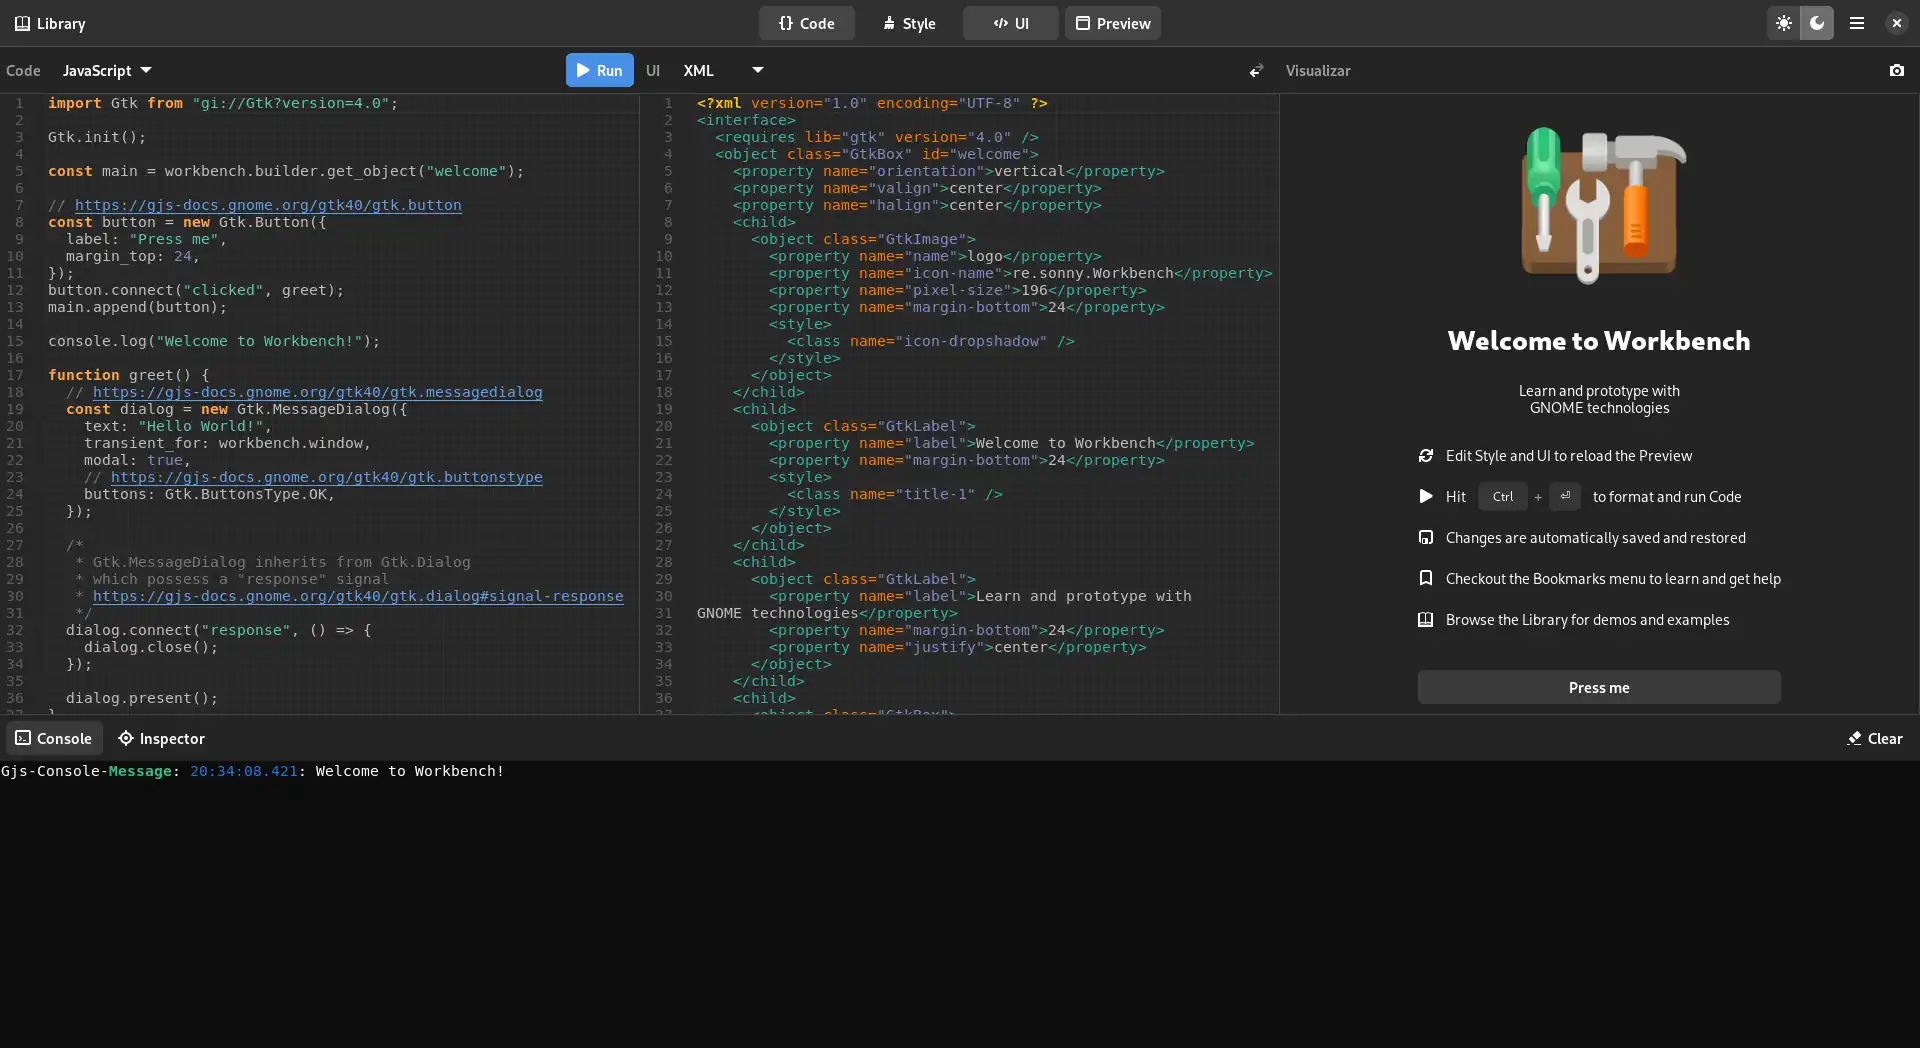 Library
Code
Style
UI
Preview
Code JavaScript Run
UI XML
Visualizar
1 import Gtk from "gi://Gtk?version=4.0";
2
3 Gtk.init();
4
5 const main = workbench.builder.get_object("welcome");
6
7 // https://gjs-docs.gnome.org/gtk40/gtk.button
8 const button = new Gtk.Button({
9   label: "Press me",
10   margin_top: 24,
11 });
12 button.connect("clicked", greet);
13 main.append(button);
14
15 console.log("Welcome to Workbench!");
16
17 function greet() {
18   // https://gjs-docs.gnome.org/gtk40/gtk.messagedialog
19   const dialog = new Gtk.MessageDialog({
20     text: "Hello World!",
21     transient_for: workbench.window,
22     modal: true,
23     // https://gjs-docs.gnome.org/gtk40/gtk.buttonstype
24     buttons: Gtk.ButtonsType.OK,
25   });
26
27   /*
28    * Gtk.MessageDialog inherits from Gtk.Dialog
29    * which possess a "response" signal
30    * https://gjs-docs.gnome.org/gtk40/gtk.dialog#signal-response
31    */
32   dialog.connect("response", () => {
33     dialog.close();
34   });
35
36   dialog.present();
37 }
1 <?xml version="1.0" encoding="UTF-8" ?>
2 <interface>
3   <requires lib="gtk" version="4.0" />
4   <object class="GtkBox" id="welcome">
5     <property name="orientation">vertical</property>
6     <property name="valign">center</property>
7     <property name="halign">center</property>
8     <child>
9       <object class="GtkImage">
10         <property name="name">logo</property>
11         <property name="icon-name">re.sonny.Workbench</property>
12         <property name="pixel-size">196</property>
13         <property name="margin-bottom">24</property>
14         <style>
15           <class name="icon-dropshadow" />
16         </style>
17       </object>
18     </child>
19     <child>
20       <object class="GtkLabel">
21         <property name="label">Welcome to Workbench</property>
22         <property name="margin-bottom">24</property>
23         <style>
24           <class name="title-1" />
25         </style>
26       </object>
27     </child>
28     <child>
29       <object class="GtkLabel">
30         <property name="label">Learn and prototype with
31 GNOME technologies</property>
32         <property name="margin-bottom">24</property>
33         <property name="justify">center</property>
34       </object>
35     </child>
36     <child>
37       <object class="GtkBox">
Welcome to Workbench
Learn and prototype with
GNOME technologies
Edit Style and UI to reload the Preview
Hit Ctrl + ⏎ to format and run Code
Changes are automatically saved and restored
Checkout the Bookmarks menu to learn and get help
Browse the Library for demos and examples
Press me
Console
Inspector
Clear
Gjs-Console-Message: 20:34:08.421: Welcome to Workbench!